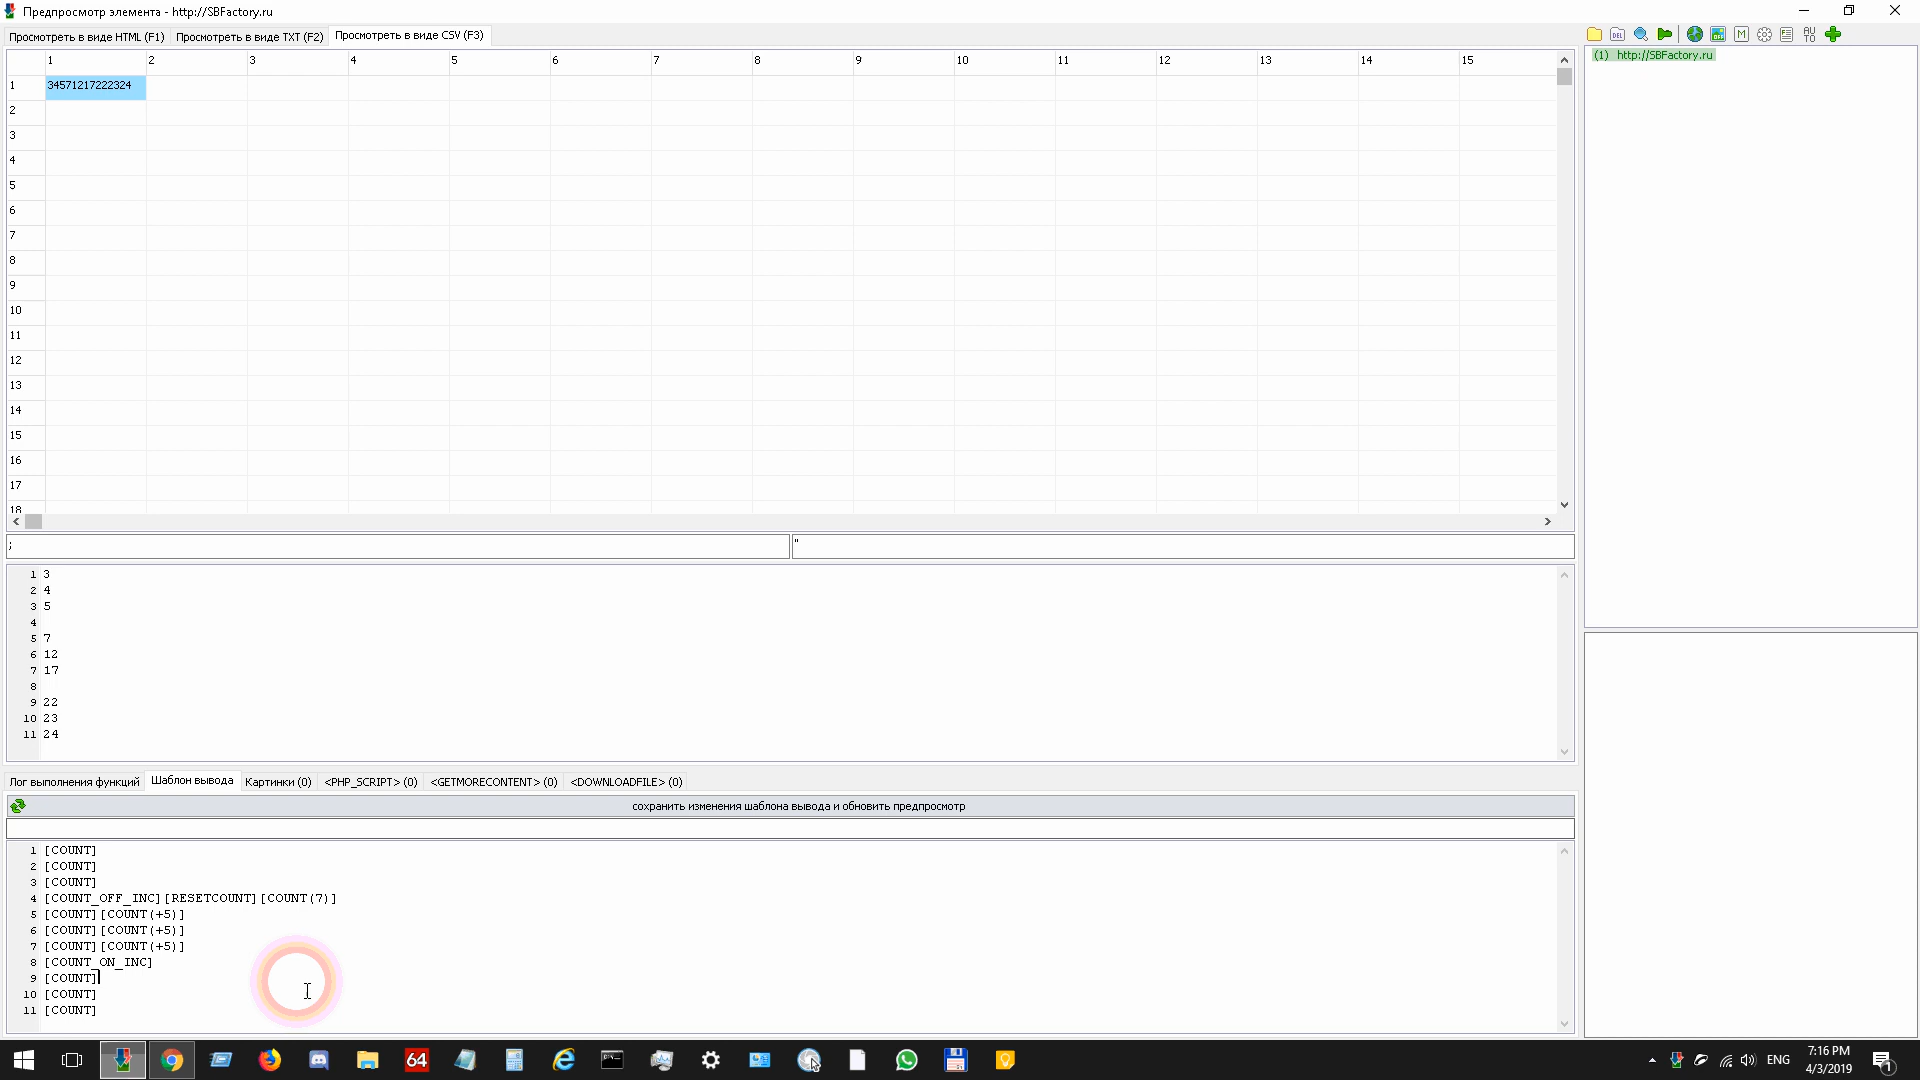 Предпросмотр элемента - http://SBFactory.ru
Просмотреть в виде HTML (F1) Просмотреть в виде TXT (F2) Просмотреть в виде CSV (F3)
DEL M AU TO
(1) http://SBFactory.ru
1 2 3 4 5 6 7 8 9 10 11 12 13 14 15
1 34571217222324
2
3
4
5
6
7
8
9
10
11
12
13
14
15
16
17
18
; "
1 3
2 4
3 5
4
5 7
6 12
7 17
8
9 22
10 23
11 24
Лог выполнения функций Шаблон вывода Картинки (0) <PHP_SCRIPT> (0) <GETMORECONTENT> (0) <DOWNLOADFILE> (0)
сохранить изменения шаблона вывода и обновить предпросмотр
1 [COUNT]
2 [COUNT]
3 [COUNT]
4 [COUNT_OFF_INC][RESETCOUNT][COUNT(7)]
5 [COUNT][COUNT(+5)]
6 [COUNT][COUNT(+5)]
7 [COUNT][COUNT(+5)]
8 [COUNT_ON_INC]
9 [COUNT]
10 [COUNT]
11 [COUNT]
64
ENG
7:16 PM
4/3/2019
1